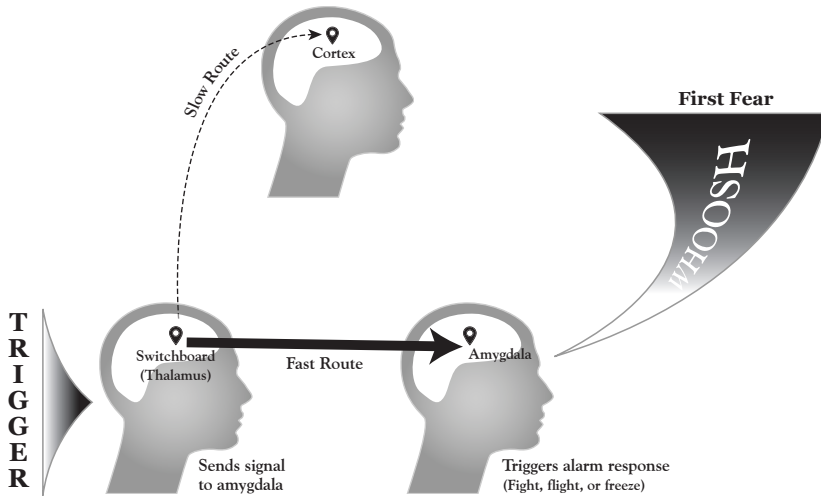 Cortex
Slow Route
First Fear
WHOOSH
TRIGGER
Switchboard
(Thalamus)
Fast Route
Amygdala
Sends signal
to amygdala
Triggers alarm response
(Fight, flight, or freeze)